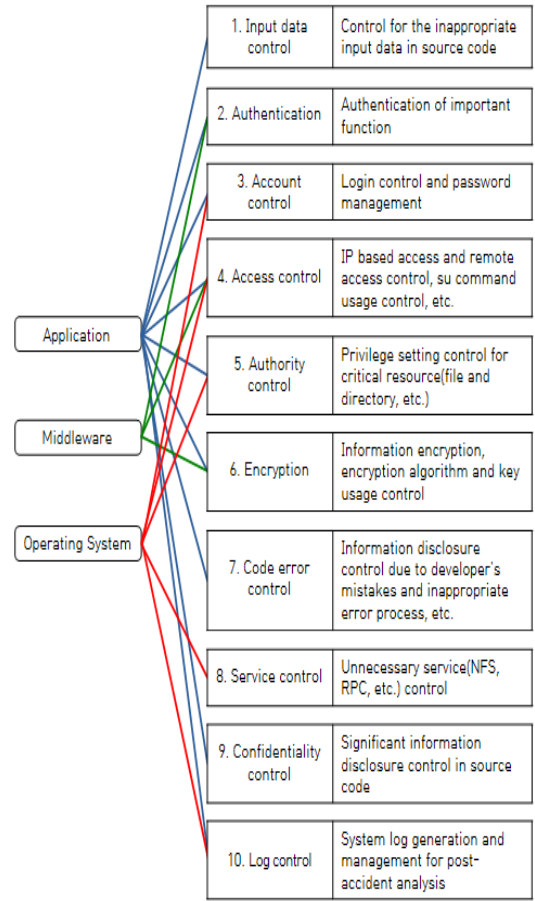 1. Input data
control
Control for the inappropriate
input data in source code
2. Authentication
Authentication of important
function
3. Account
control
Login control and password
management
4. Access control
IP based access and remote
access control, su command
usage control, etc.
Application
5. Authority
control
Privilege setting control for
critical resource(file and
directory, etc.)
Middleware
6. Encryption
Information encryption,
encryption algorithm and key
usage control
Operating System
7. Code error
control
Information disclosure
control due to developer's
mistakes and inappropriate
error process, etc.
8. Service control
Unnecessary service(NFS,
RPC, etc.) control
9. Confidentiality
control
Significant information
disclosure control in source
code
10. Log control
System log generation and
management for post-
accident analysis